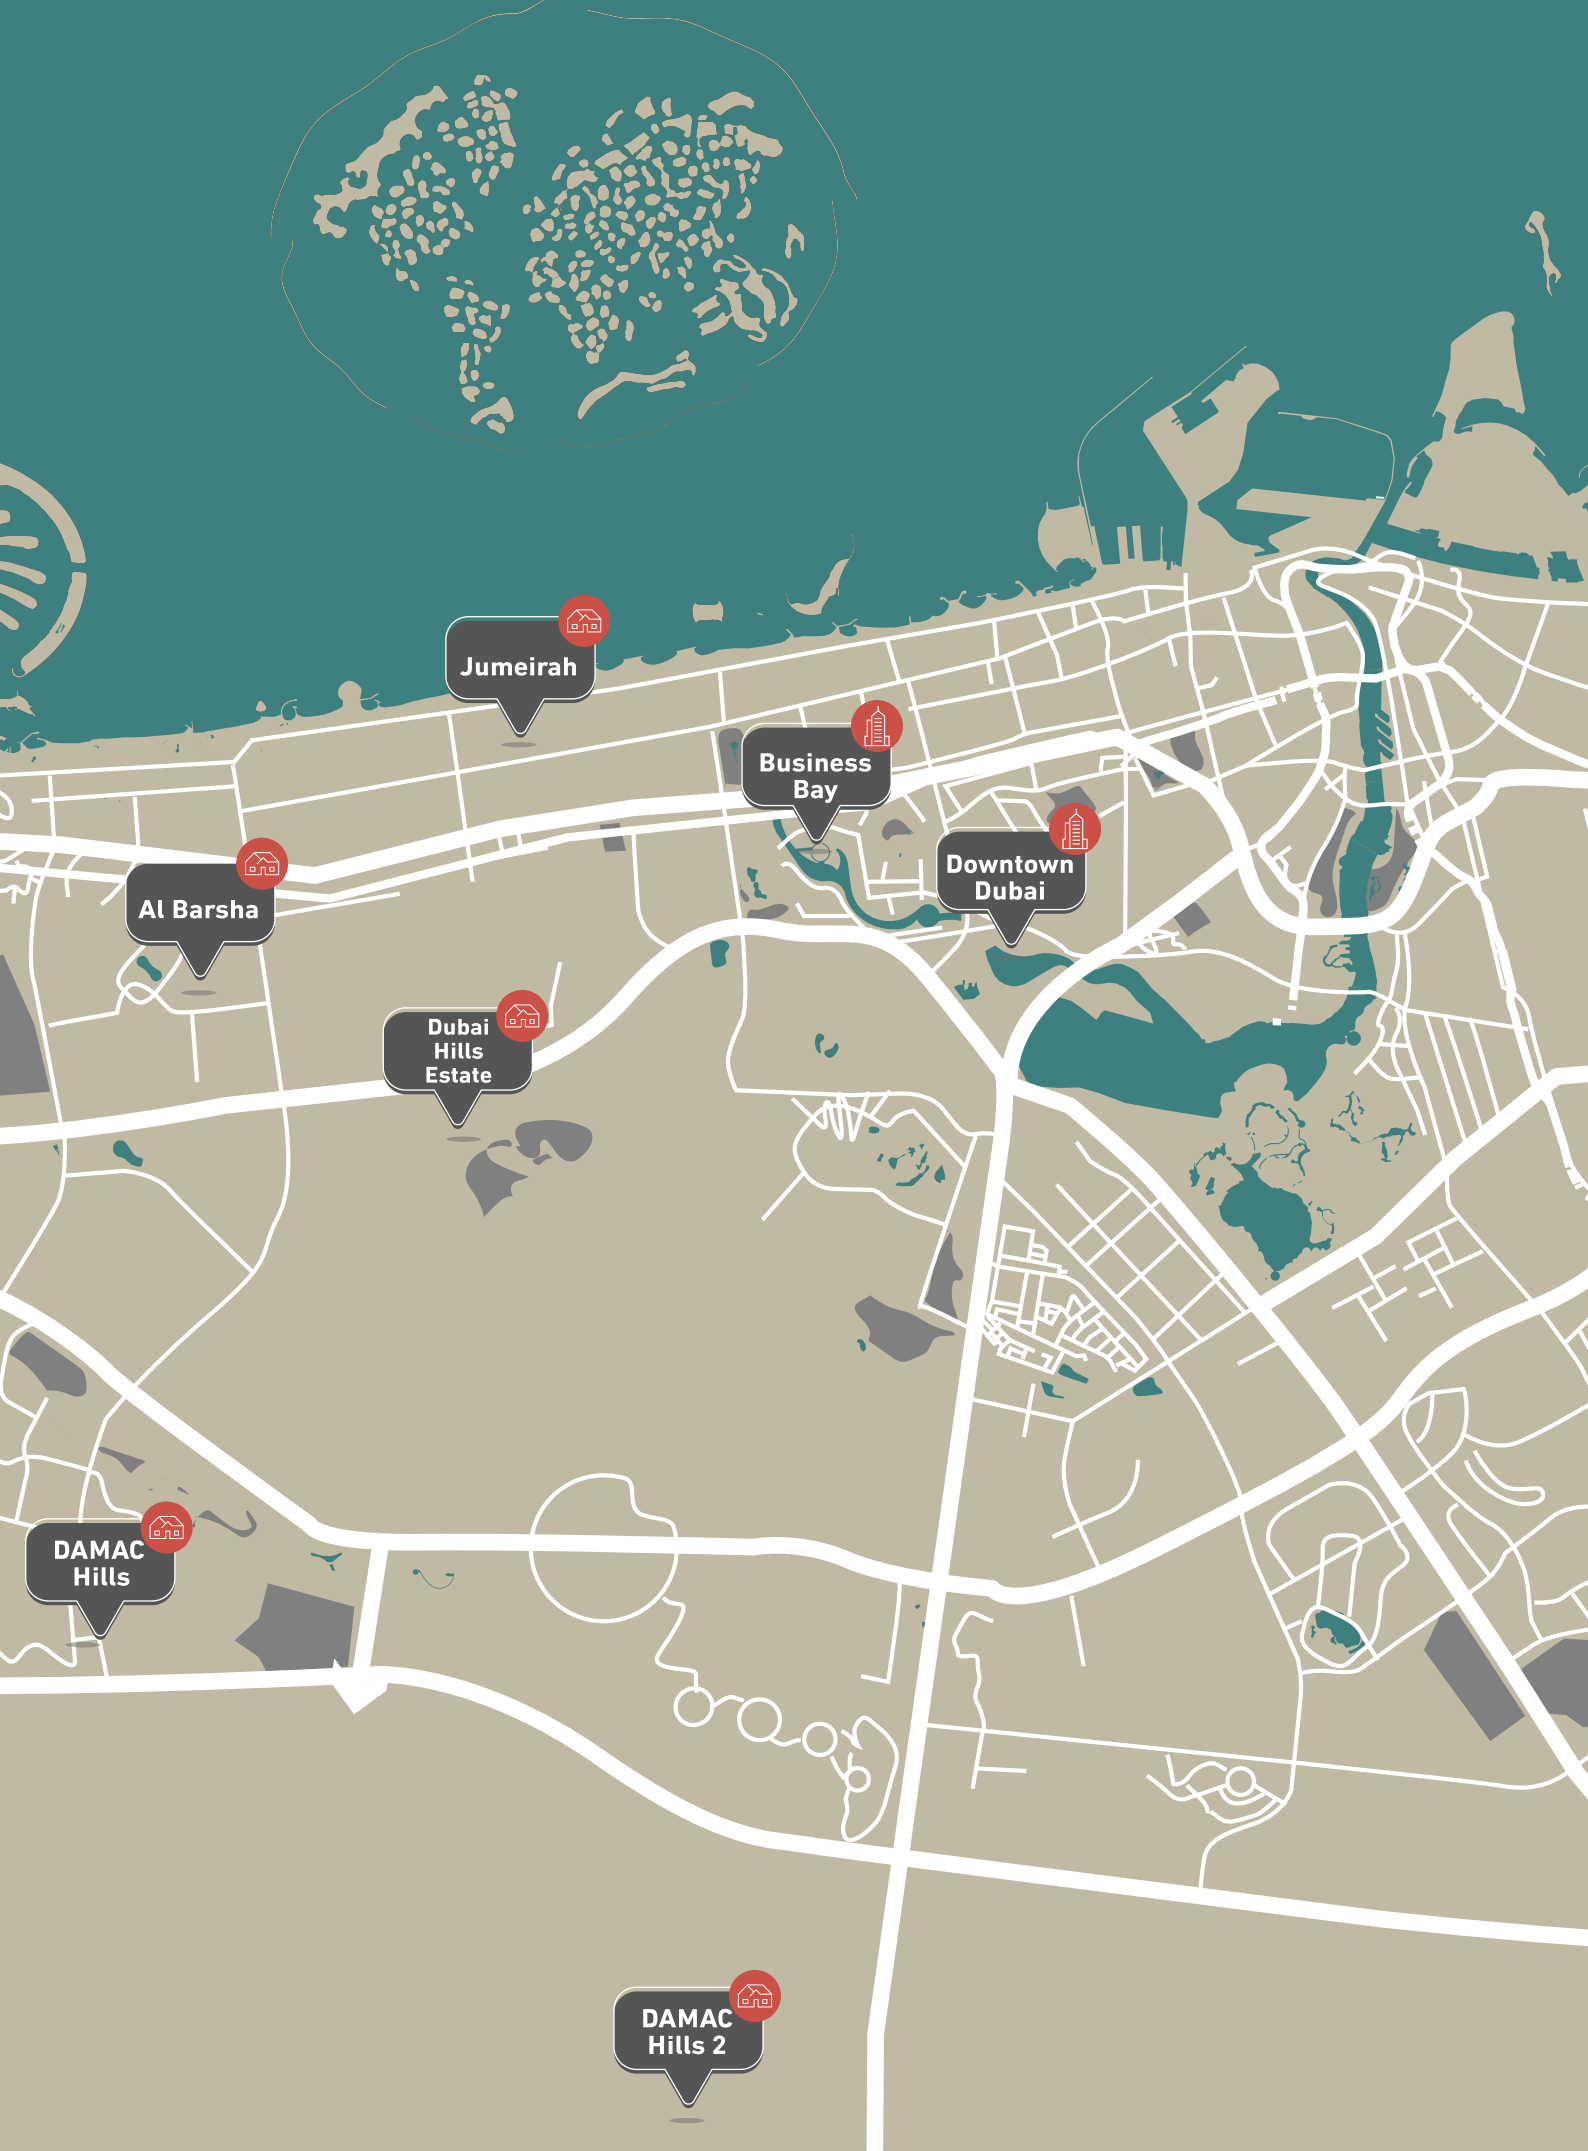 Jumeirah
Business
Bay
Downtown
Dubai
Al Barsha
Dubai
Hills
Estate
DAMAC
Hills
DAMAC
Hills 2